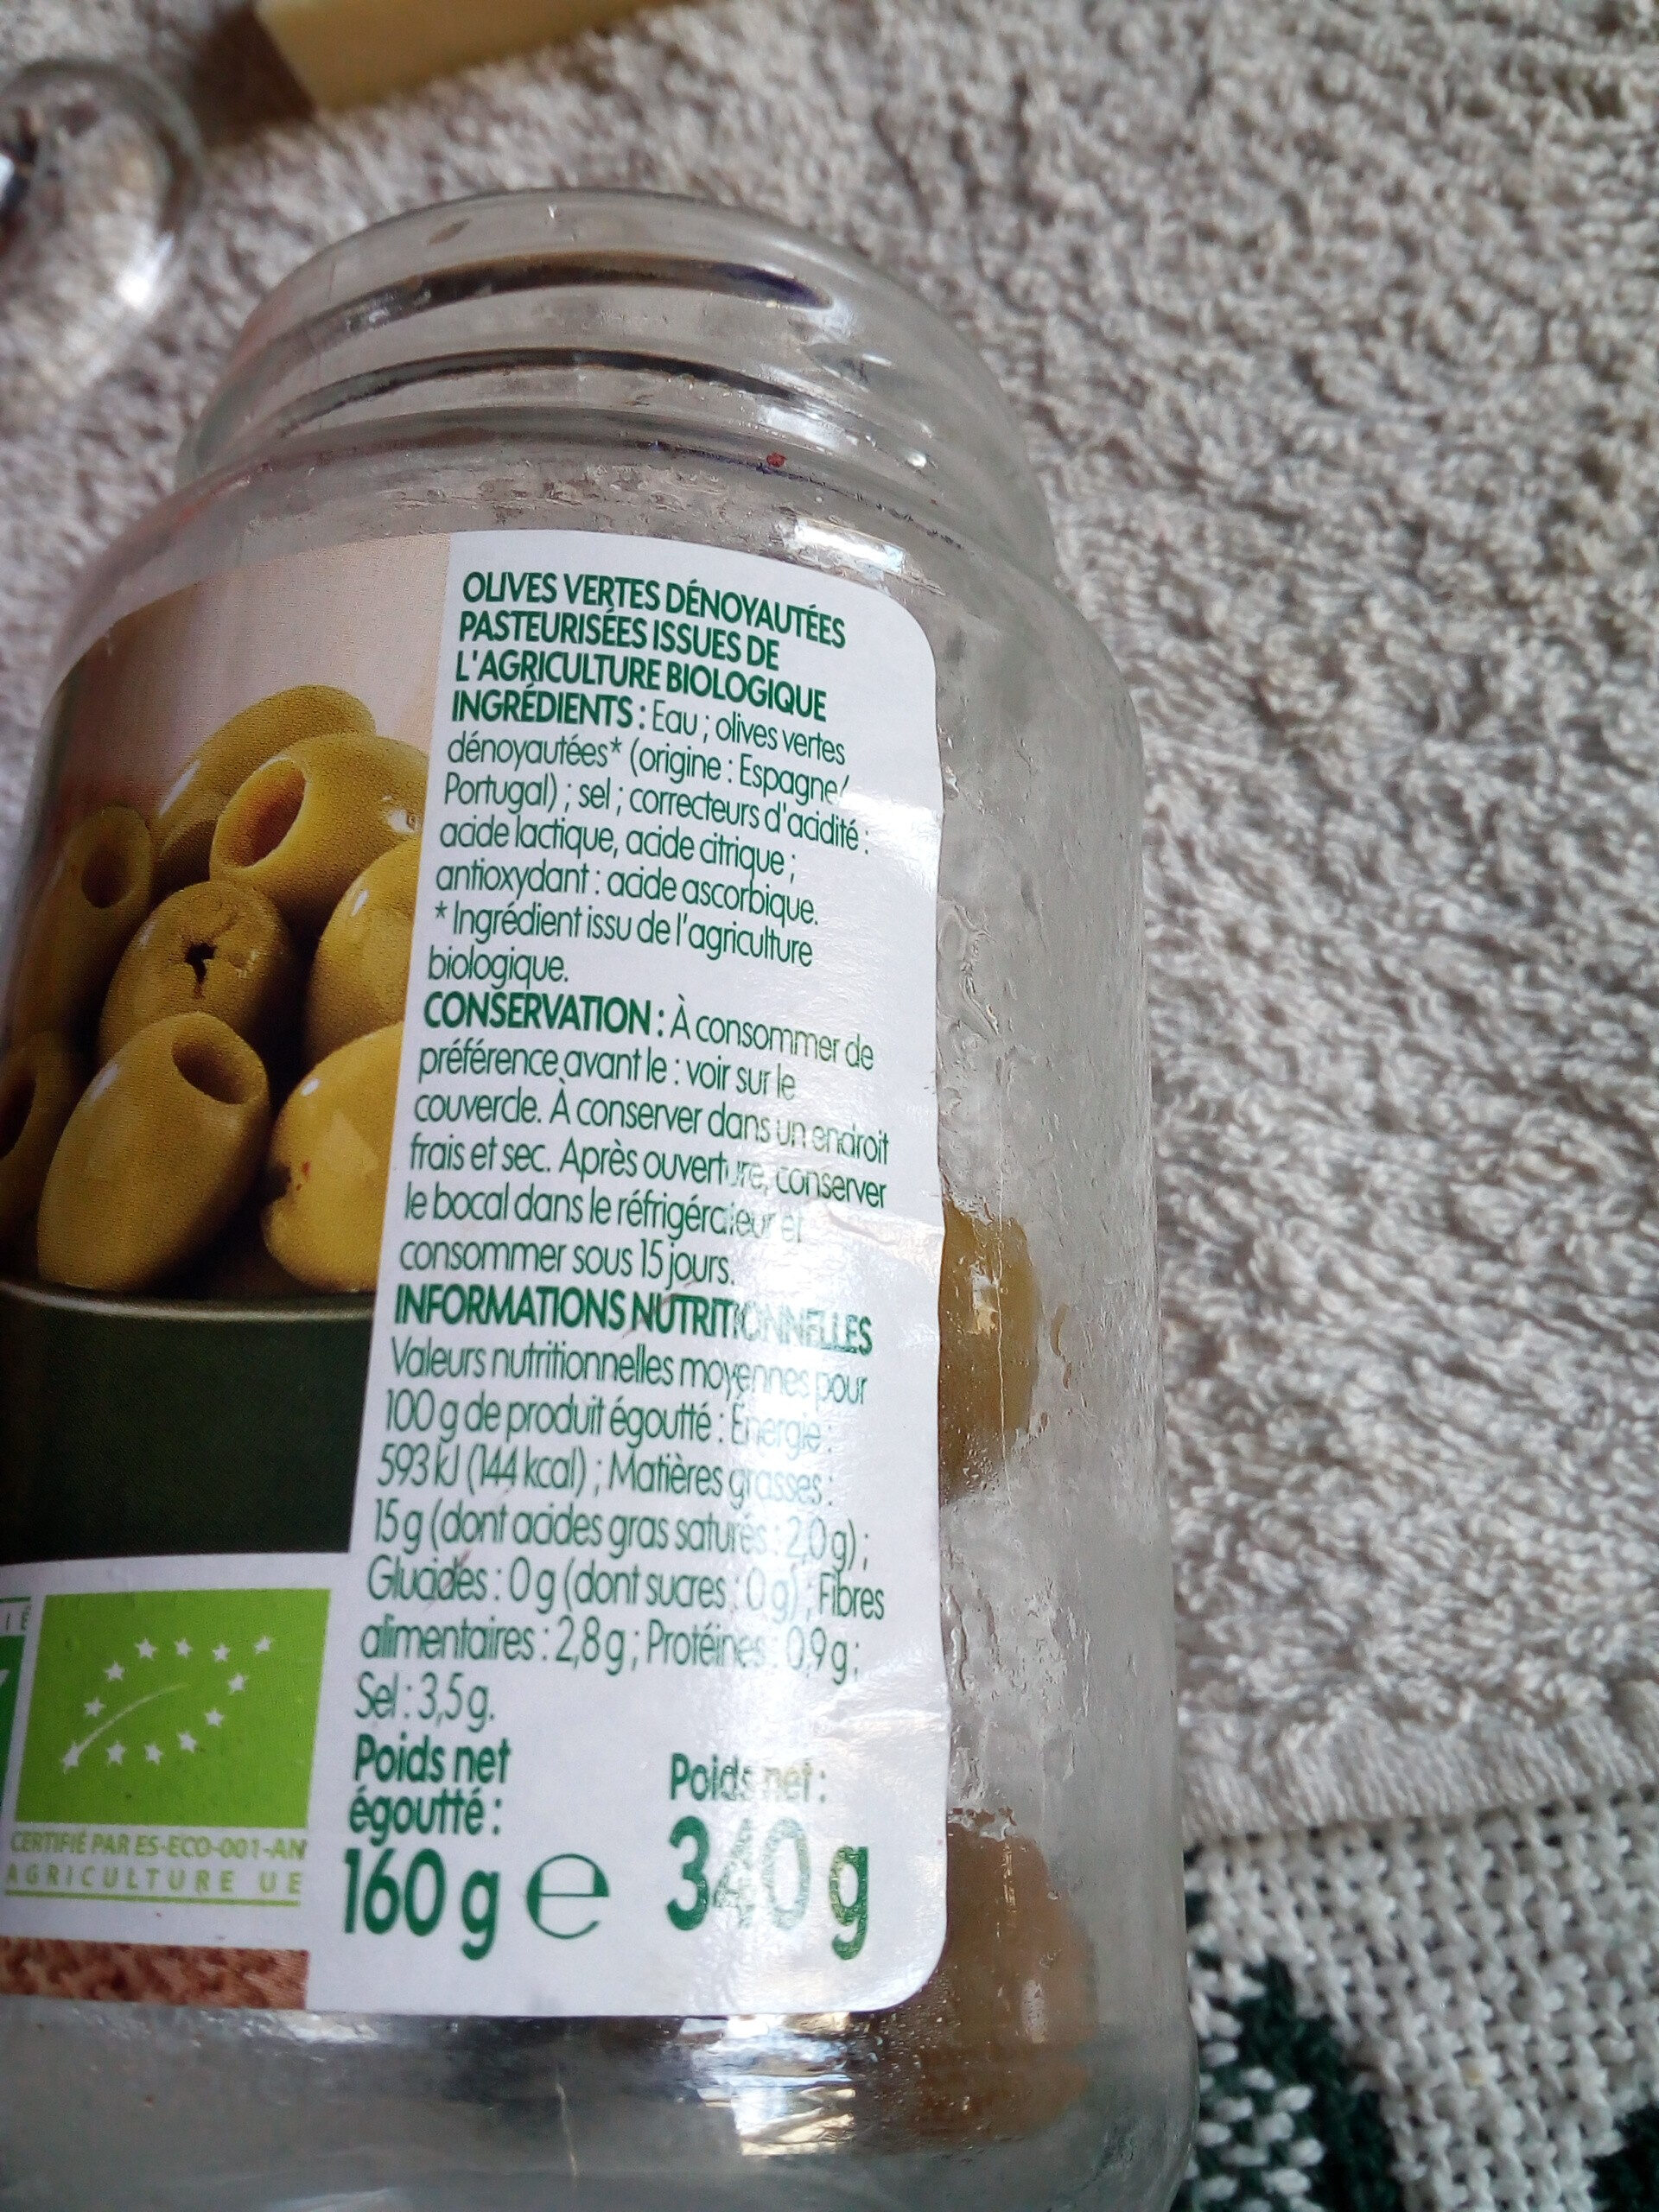 OLIVES VERTES DÉNOYAUTÉES
PASTEURISÉES ISSUES DE
L'AGRICULTURE BIOLOGIQUE
INGRÉDIENTS : Eau ; olives vertes
dénoyautées* (origine : Espagne/
Portugal) ; sel ; correcteurs d'acidité :
acide lactique, acide citrique ;
antioxydant : acide ascorbique.
* Ingrédient issu de l'agriculture
biologique.
CONSERVATION : À consommer de
préférence avant le : voir sur le
couvercle. À conserver dans un endroit
frais et sec. Après ouverture, conserver
le bocal dans le réfrigérateur et
consommer sous 15 jours.
INFORMATIONS NUTRITIONNELLES
Valeurs nutritionnelles moyennes pour
100 g de produit égoutté : Énergie :
593 kJ (144 kcal) ; Matières grasses :
15 g (dont acides gras saturés : 2,0 g) ;
Glucides : 0 g (dont sucres : 0 g) ; Fibres
alimentaires : 2,8 g ; Protéines : 0,9 g ;
Sel : 3,5 g.
Poids net
égoutté :
160 g e
Poids net :
340 g
IÉ
CERTIFIÉ PAR ES-ECO-001-AN
AGRICULTURE UE